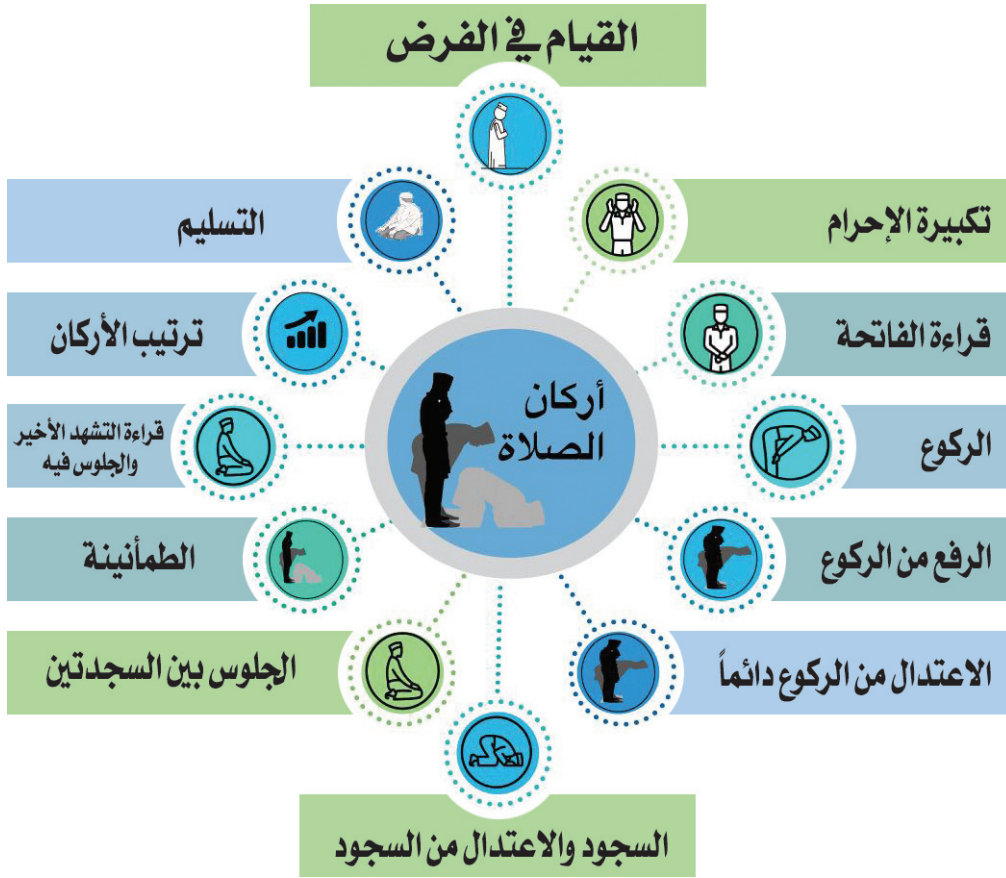 القيام في الفرض
تكبيرة الإحرام
قراءة الفاتحة
الركوع
الرفع من الركوع
الاعتدال من الركوع دائماً
السجود والاعتدال من السجود
الجلوس بين السجدتين
الطمأنينة
قراءة التشهد الأخير
والجلوس فيه
ترتيب الأركان
التسليم
أركان
الصلاة